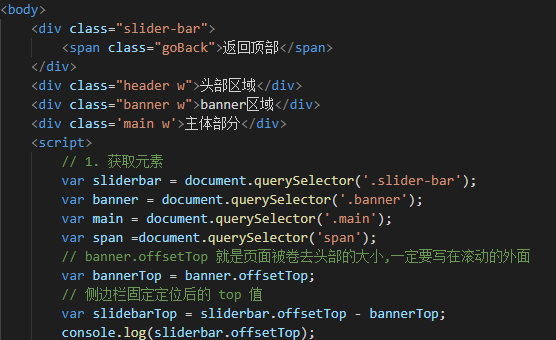 <body>
<div class="slider-bar">
<span class="goBack">返回顶部</span>
</div>
<div class="header w">头部区域</div>
<div class="banner w">banner区域</div>
<div class='main w'>主体部分</div>
<script>
// 1. 获取元素
var sliderbar = document.querySelector('.slider-bar');
var banner = document.querySelector('.banner');
var main = document.querySelector('.main');
var span =document.querySelector('span');
// banner.offsetTop 就是页面被卷去头部的大小,一定要写在滚动的外面
var bannerTop = banner.offsetTop;
// 侧边栏固定定位后的 top 值
var slidebarTop = sliderbar.offsetTop - bannerTop;
console.log(sliderbar.offsetTop);